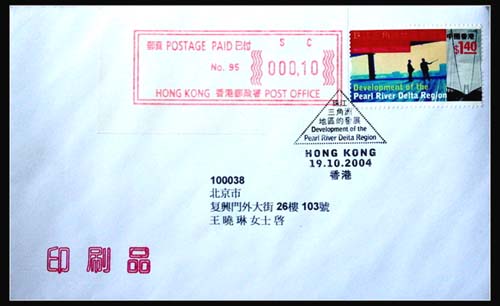 郵資 POSTAGE PAID 已付
S C
No. 95
000.10
HONG KONG 香港郵政署 POST OFFICE
中國香港
$1.40
Development of the
Pearl River Delta Region
珠江
三角洲
地區的發展
Development of the
Pearl River Delta Region
HONG KONG
19.10.2004
香港
100038
北京市
复興門外大街 26樓 103號
王曉琳女士啓
印刷品